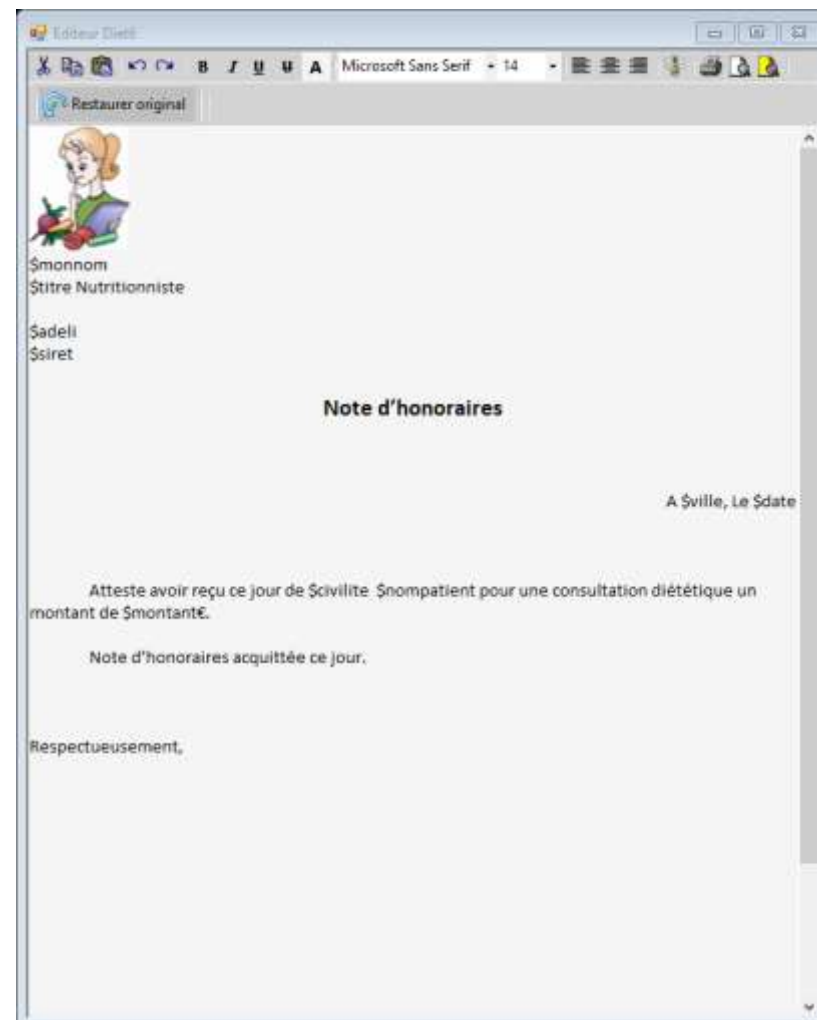 Editeur Dieté
B I U U A Microsoft Sans Serif 14
Restaurer original
$monnom
$titre Nutritionniste
$adeli
$siret
Note d’honoraires
A $ville, Le $date
Atteste avoir reçu ce jour de $civilite $nompatient pour une consultation diététique un
montant de $montant€.
Note d’honoraires acquittée ce jour.
Respectueusement,